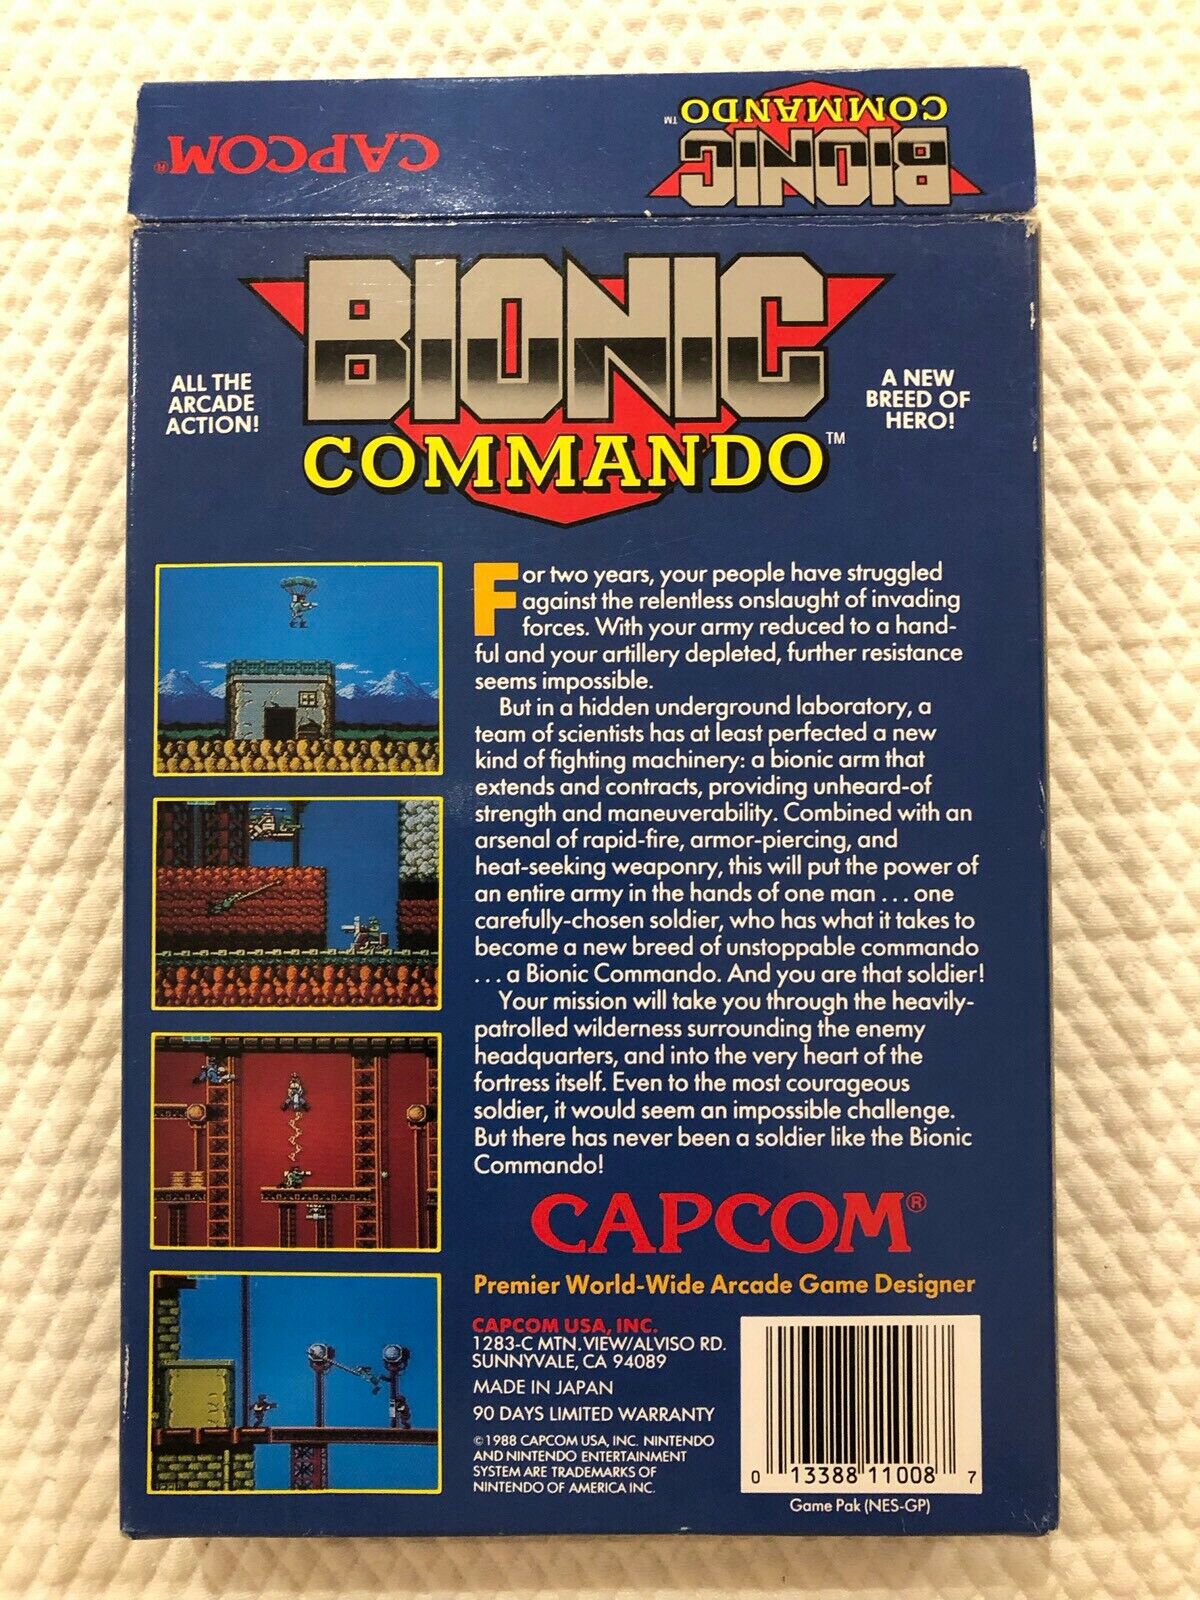 CAPCOM®
BIONIC
COMMANDO™
BIONIC
COMMANDO™
ALL THE
ARCADE
ACTION!
A NEW
BREED OF
HERO!
For two years, your people have struggled
against the relentless onslaught of invading
forces. With your army reduced to a hand-
ful and your artillery depleted, further resistance
seems impossible.
But in a hidden underground laboratory, a
team of scientists has at least perfected a new
kind of fighting machinery: a bionic arm that
extends and contracts, providing unheard-of
strength and maneuverability. Combined with an
arsenal of rapid-fire, armor-piercing, and
heat-seeking weaponry, this will put the power of
an entire army in the hands of one man . . . one
carefully-chosen soldier, who has what it takes to
become a new breed of unstoppable commando
. . . a Bionic Commando. And you are that soldier!
Your mission will take you through the heavily-
patrolled wilderness surrounding the enemy
headquarters, and into the very heart of the
fortress itself. Even to the most courageous
soldier, it would seem an impossible challenge.
But there has never been a soldier like the Bionic
Commando!
CAPCOM®
Premier World-Wide Arcade Game Designer
CAPCOM USA, INC.
1283-C MTN. VIEW/ALVISO RD.
SUNNYVALE, CA 94089
MADE IN JAPAN
90 DAYS LIMITED WARRANTY
©1988 CAPCOM USA, INC. NINTENDO
AND NINTENDO ENTERTAINMENT
SYSTEM ARE TRADEMARKS OF
NINTENDO OF AMERICA INC.
0 13388 11008 7
Game Pak (NES-GP)